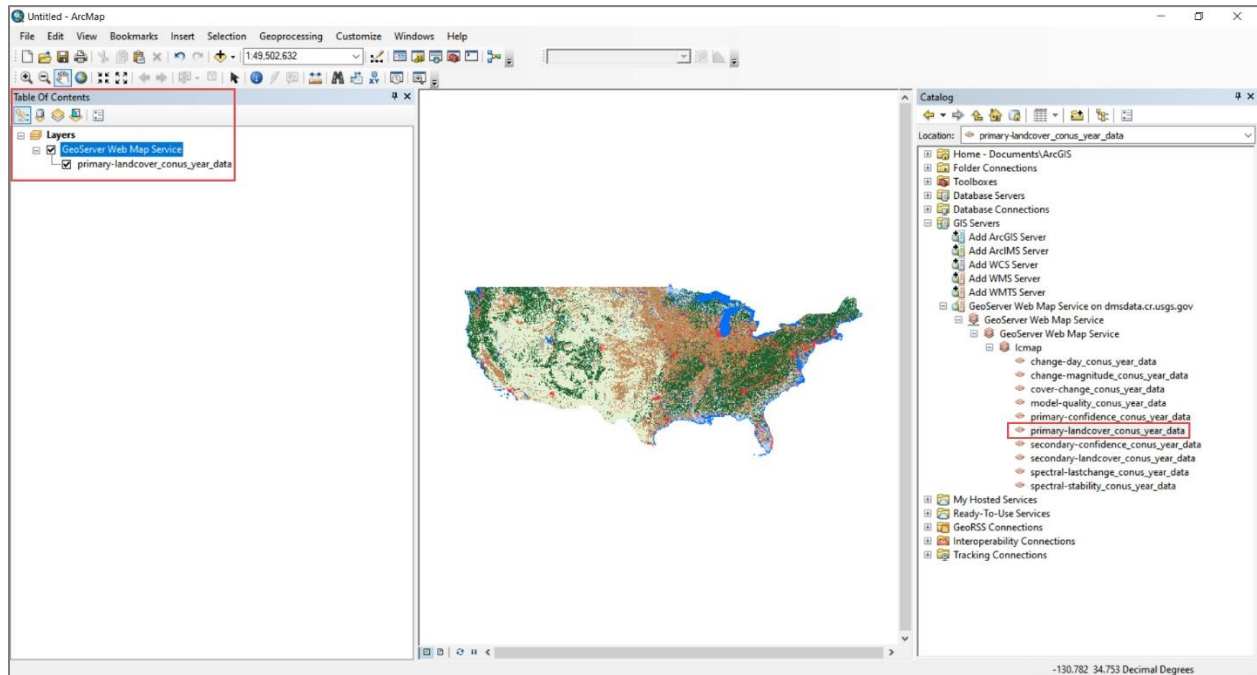 Untitled - ArcMap
File Edit View Bookmarks Insert Selection Geoprocessing Customize Windows Help
1:49,502,632
Table Of Contents
Layers
GeoServer Web Map Service
primary-landcover_conus_year_data
Catalog
Location: primary-landcover_conus_year_data
Home - Documents\ArcGIS
Folder Connections
Toolboxes
Database Servers
Database Connections
GIS Servers
Add ArcGIS Server
Add ArcIMS Server
Add WCS Server
Add WMS Server
Add WMTS Server
GeoServer Web Map Service on dmsdata.cr.usgs.gov
GeoServer Web Map Service
GeoServer Web Map Service
lcmap
change-day_conus_year_data
change-magnitude_conus_year_data
cover-change_conus_year_data
model-quality_conus_year_data
primary-confidence_conus_year_data
primary-landcover_conus_year_data
secondary-confidence_conus_year_data
secondary-landcover_conus_year_data
spectral-lastchange_conus_year_data
spectral-stability_conus_year_data
My Hosted Services
Ready-To-Use Services
GeoRSS Connections
Interoperability Connections
Tracking Connections
-130.782 34.753 Decimal Degrees